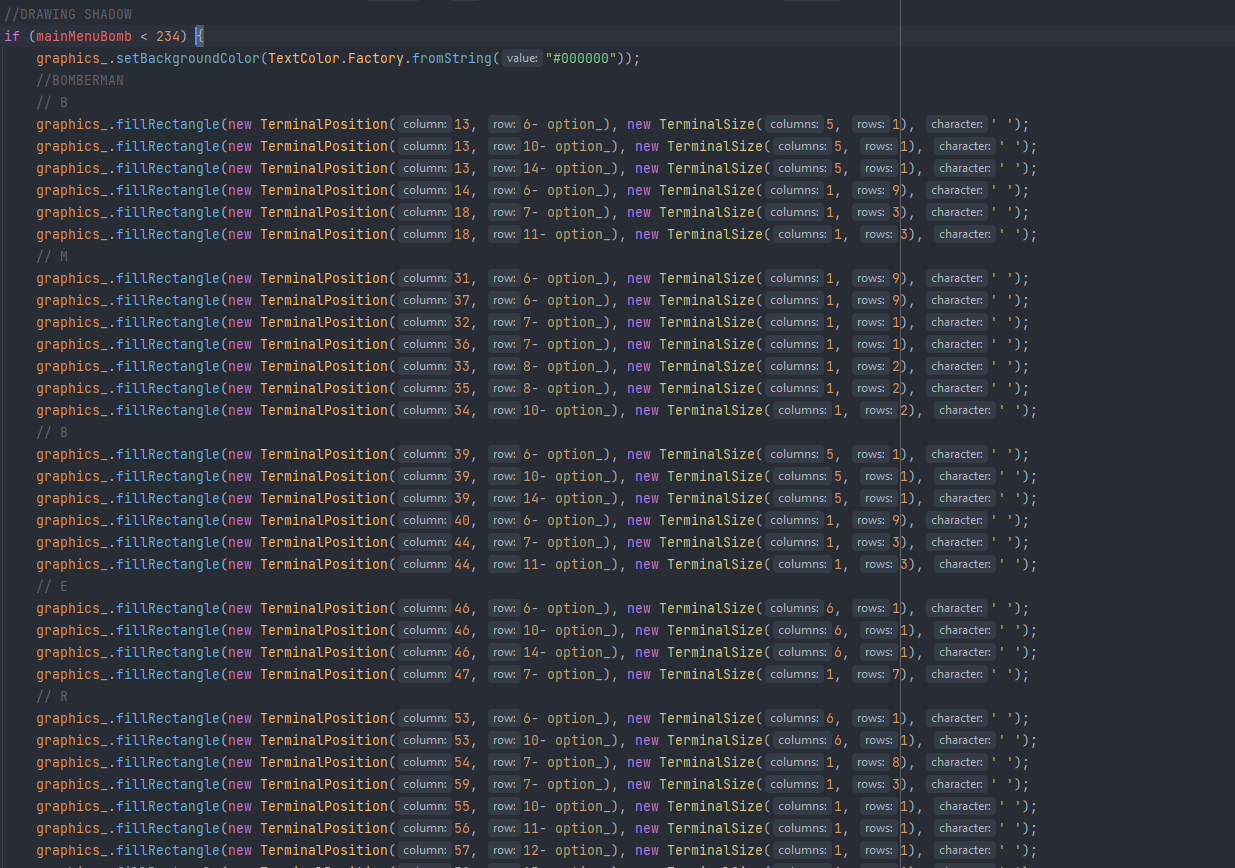 //DRAWING SHADOW
if (mainMenuBomb < 234) {
graphics_.setBackgroundColor(TextColor.Factory.fromString( value: "#000000"));
//BOMBERMAN
// B
graphics_.fillRectangle(new TerminalPosition( column: 13, row: 6- option_), new TerminalSize( columns: 5, rows: 1), character: ' ');
graphics_.fillRectangle(new TerminalPosition( column: 13, row: 10- option_), new TerminalSize( columns: 5, rows: 1), character: ' ');
graphics_.fillRectangle(new TerminalPosition( column: 13, row: 14- option_), new TerminalSize( columns: 5, rows: 1), character: ' ');
graphics_.fillRectangle(new TerminalPosition( column: 14, row: 6- option_), new TerminalSize( columns: 1, rows: 9), character: ' ');
graphics_.fillRectangle(new TerminalPosition( column: 18, row: 7- option_), new TerminalSize( columns: 1, rows: 3), character: ' ');
graphics_.fillRectangle(new TerminalPosition( column: 18, row: 11- option_), new TerminalSize( columns: 1, rows: 3), character: ' ');
// M
graphics_.fillRectangle(new TerminalPosition( column: 31, row: 6- option_), new TerminalSize( columns: 1, rows: 9), character: ' ');
graphics_.fillRectangle(new TerminalPosition( column: 37, row: 6- option_), new TerminalSize( columns: 1, rows: 9), character: ' ');
graphics_.fillRectangle(new TerminalPosition( column: 32, row: 7- option_), new TerminalSize( columns: 1, rows: 1), character: ' ');
graphics_.fillRectangle(new TerminalPosition( column: 36, row: 7- option_), new TerminalSize( columns: 1, rows: 1), character: ' ');
graphics_.fillRectangle(new TerminalPosition( column: 33, row: 8- option_), new TerminalSize( columns: 1, rows: 2), character: ' ');
graphics_.fillRectangle(new TerminalPosition( column: 35, row: 8- option_), new TerminalSize( columns: 1, rows: 2), character: ' ');
graphics_.fillRectangle(new TerminalPosition( column: 34, row: 10- option_), new TerminalSize( columns: 1, rows: 2), character: ' ');
// B
graphics_.fillRectangle(new TerminalPosition( column: 39, row: 6- option_), new TerminalSize( columns: 5, rows: 1), character: ' ');
graphics_.fillRectangle(new TerminalPosition( column: 39, row: 10- option_), new TerminalSize( columns: 5, rows: 1), character: ' ');
graphics_.fillRectangle(new TerminalPosition( column: 39, row: 14- option_), new TerminalSize( columns: 5, rows: 1), character: ' ');
graphics_.fillRectangle(new TerminalPosition( column: 40, row: 6- option_), new TerminalSize( columns: 1, rows: 9), character: ' ');
graphics_.fillRectangle(new TerminalPosition( column: 44, row: 7- option_), new TerminalSize( columns: 1, rows: 3), character: ' ');
graphics_.fillRectangle(new TerminalPosition( column: 44, row: 11- option_), new TerminalSize( columns: 1, rows: 3), character: ' ');
// E
graphics_.fillRectangle(new TerminalPosition( column: 46, row: 6- option_), new TerminalSize( columns: 6, rows: 1), character: ' ');
graphics_.fillRectangle(new TerminalPosition( column: 46, row: 10- option_), new TerminalSize( columns: 6, rows: 1), character: ' ');
graphics_.fillRectangle(new TerminalPosition( column: 46, row: 14- option_), new TerminalSize( columns: 6, rows: 1), character: ' ');
graphics_.fillRectangle(new TerminalPosition( column: 47, row: 7- option_), new TerminalSize( columns: 1, rows: 7), character: ' ');
// R
graphics_.fillRectangle(new TerminalPosition( column: 53, row: 6- option_), new TerminalSize( columns: 6, rows: 1), character: ' ');
graphics_.fillRectangle(new TerminalPosition( column: 53, row: 10- option_), new TerminalSize( columns: 6, rows: 1), character: ' ');
graphics_.fillRectangle(new TerminalPosition( column: 54, row: 7- option_), new TerminalSize( columns: 1, rows: 8), character: ' ');
graphics_.fillRectangle(new TerminalPosition( column: 59, row: 7- option_), new TerminalSize( columns: 1, rows: 3), character: ' ');
graphics_.fillRectangle(new TerminalPosition( column: 55, row: 10- option_), new TerminalSize( columns: 1, rows: 1), character: ' ');
graphics_.fillRectangle(new TerminalPosition( column: 56, row: 11- option_), new TerminalSize( columns: 1, rows: 1), character: ' ');
graphics_.fillRectangle(new TerminalPosition( column: 57, row: 12- option_), new TerminalSize( columns: 1, rows: 1), character: ' ');